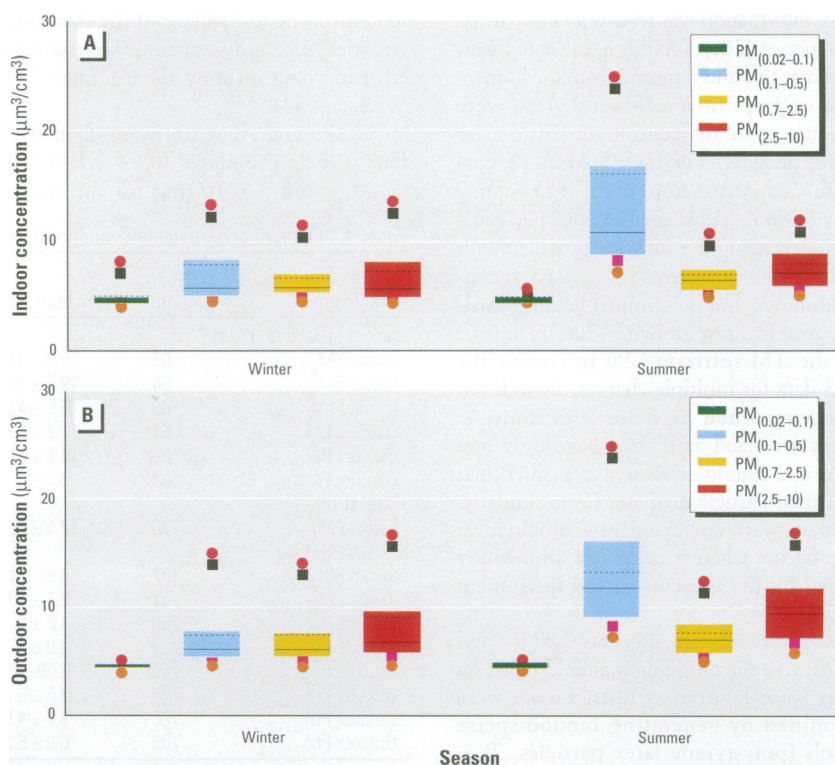 A
Indoor concentration (µm³/cm³)
30
20
10
0
PM(0.02–0.1)
PM(0.1–0.5)
PM(0.7–2.5)
PM(2.5–10)
Winter
Summer
B
Outdoor concentration (µm³/cm³)
30
20
10
0
PM(0.02–0.1)
PM(0.1–0.5)
PM(0.7–2.5)
PM(2.5–10)
Winter
Summer
Season